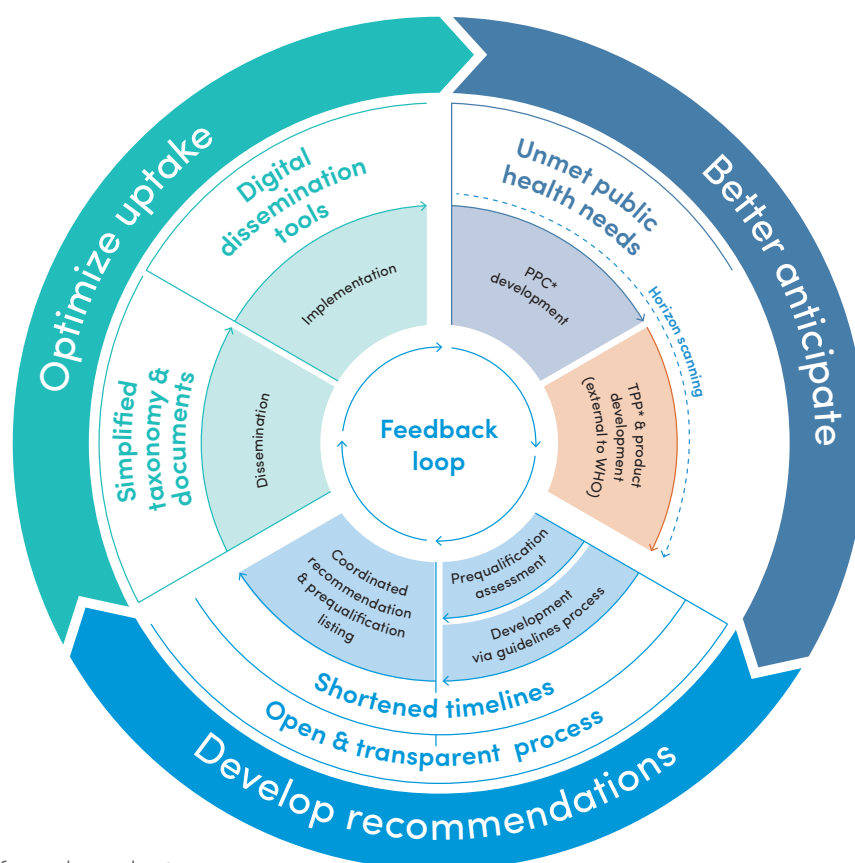 Optimize uptake
Better anticipate
Develop recommendations
Digital
dissemination
tools
Unmet public
health needs
Simplified
taxonomy &
documents
Implementation
Dissemination
PPC*
development
Horizon scanning
TPP* & product
development
(external to WHO)
Feedback
loop
Prequalification
assessment
Development
via guidelines process
Coordinated
recommendation
& prequalification
listing
Shortened timelines
Open & transparent process